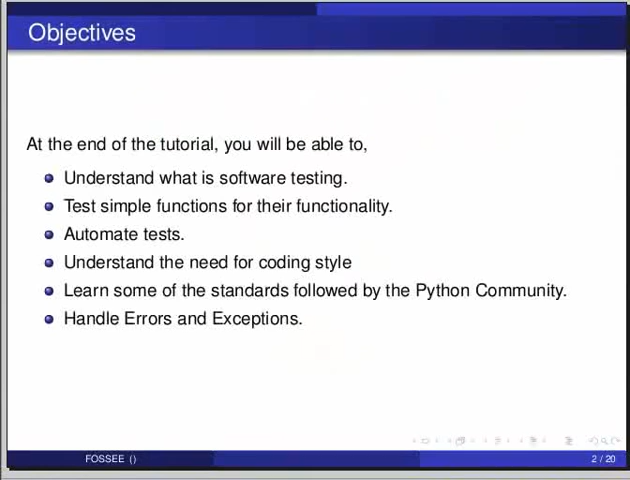 Objectives
At the end of the tutorial, you will be able to,
Understand what is software testing.
Test simple functions for their functionality.
Automate tests.
Understand the need for coding style
Learn some of the standards followed by the Python Community.
Handle Errors and Exceptions.
FOSSEE () 2 / 20